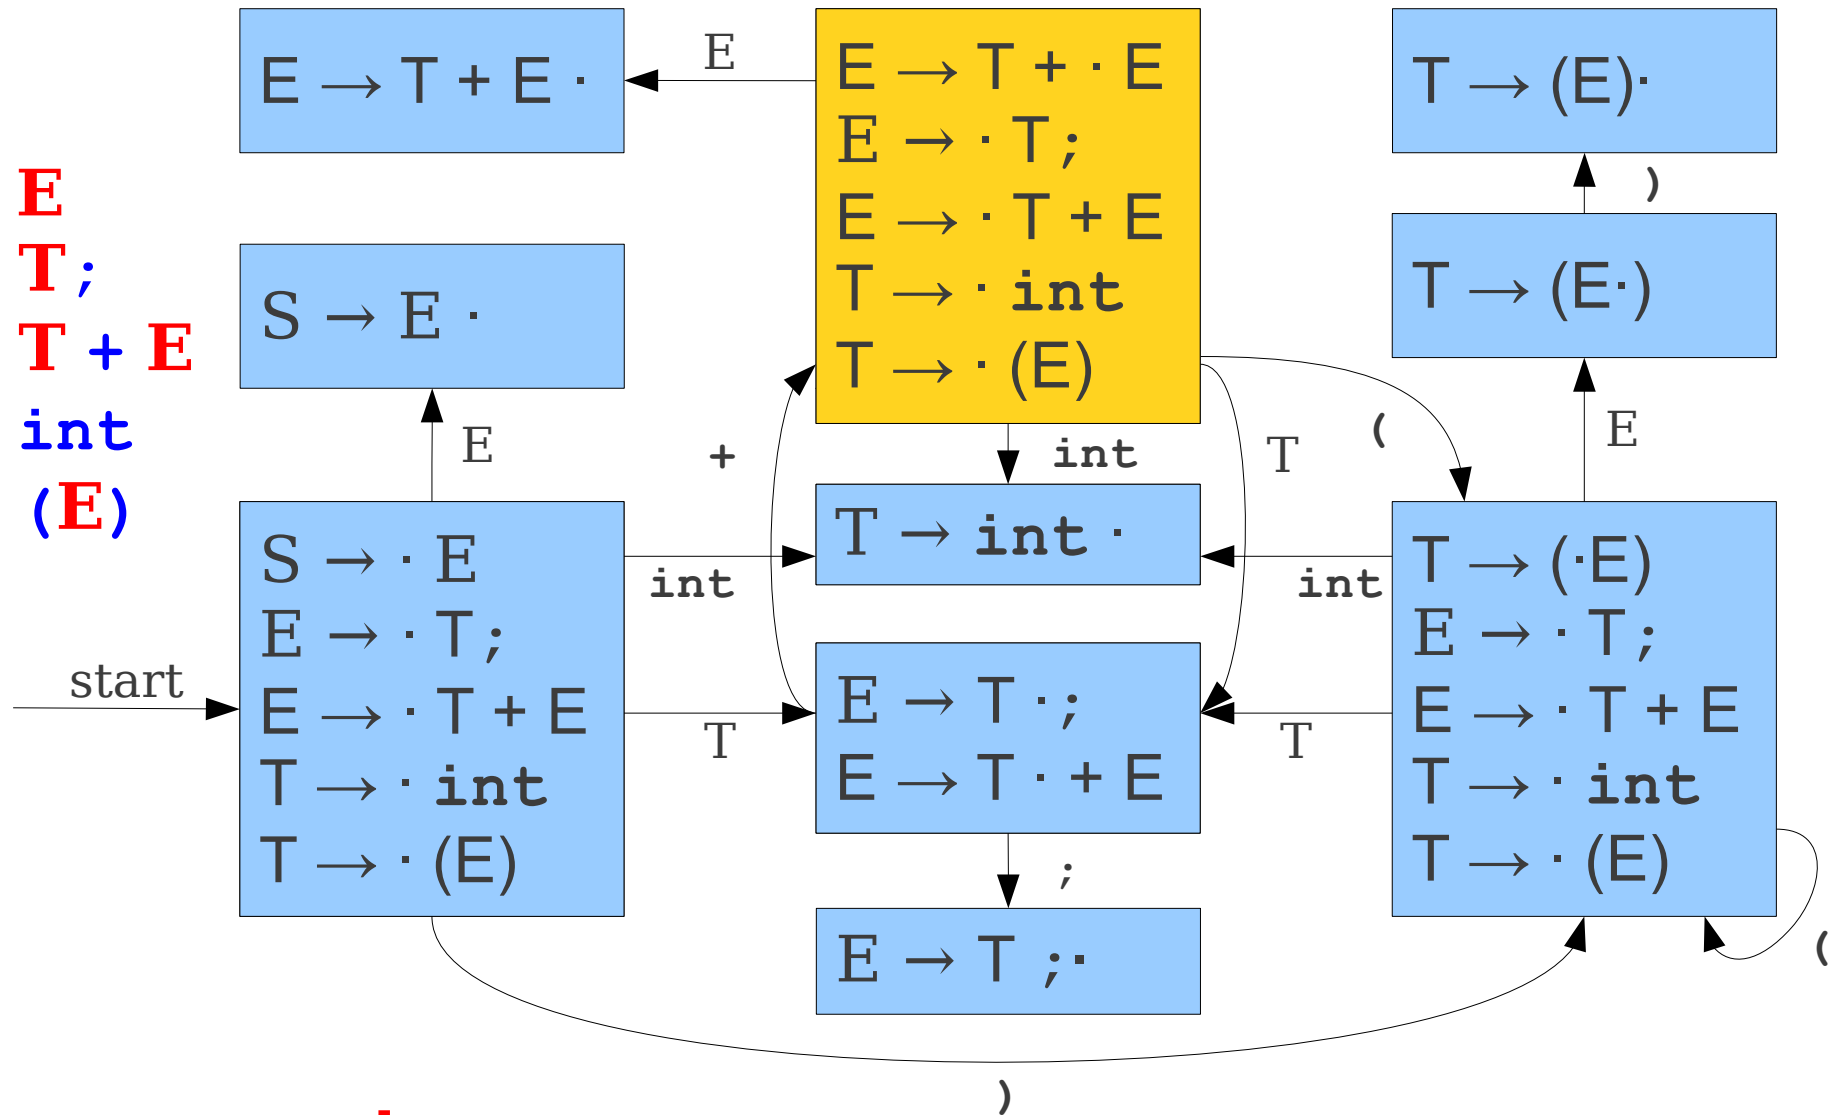 E
T ;
T + E
int
(E)
E → T + E ·
E
E → T + · E
E → · T ;
E → · T + E
T → · int
T → · (E)
T → (E)·
)
T → (E·)
S → E ·
E
+
int
T
(
E
T → int ·
int
int
start
S → · E
E → · T ;
E → · T + E
T → · int
T → · (E)
T
E → T · ;
E → T · + E
T
T → (·E)
E → · T ;
E → · T + E
T → · int
T → · (E)
;
E → T ;·
(
)